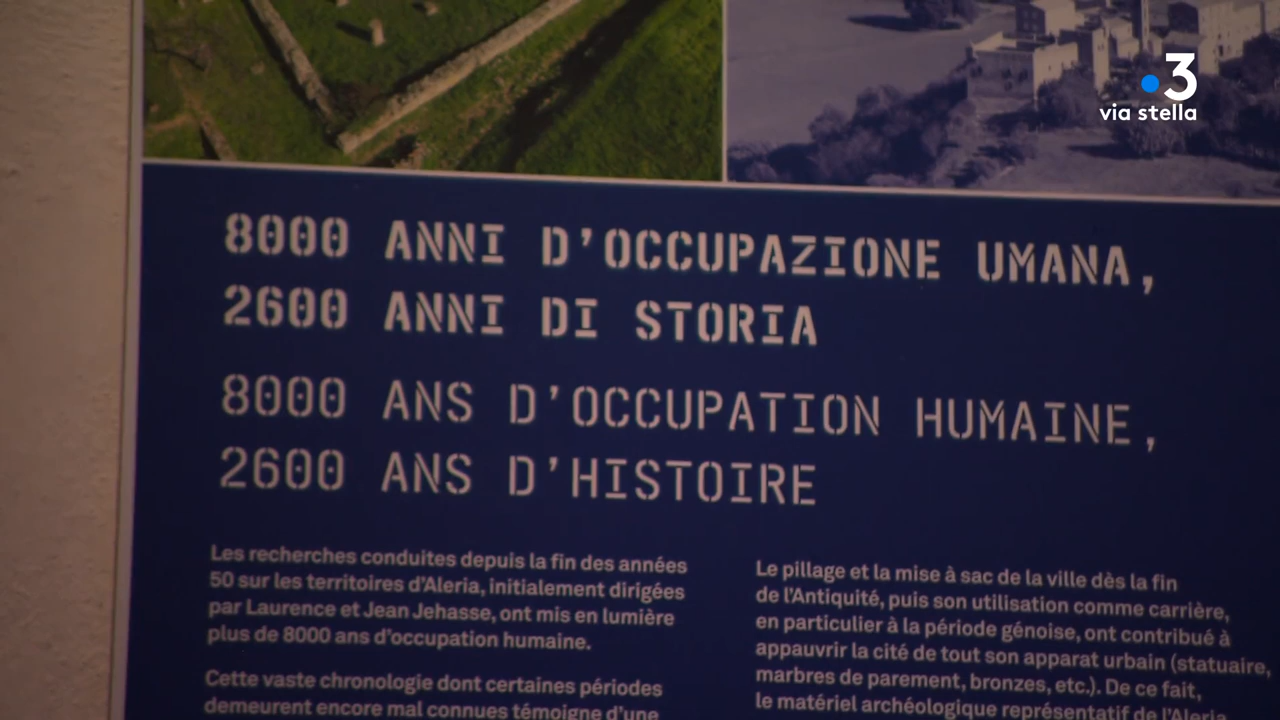 3
via stella
8000 ANNI D'OCCUPAZIONE UMANA,
2600 ANNI DI STORIA
8000 ANS D'OCCUPATION HUMAINE,
2600 ANS D'HISTOIRE
Les recherches conduites depuis la fin des années
50 sur les territoires d'Aleria, initialement dirigées
par Laurence et Jean Jehasse, ont mis en lumière
plus de 8000 ans d'occupation humaine.
Cette vaste chronologie dont certaines périodes
demeurent encore mal connues témoigne d'une
Le pillage et la mise à sac de la ville dès la fin
de l'Antiquité, puis son utilisation comme carrière,
en particulier à la période génoise, ont contribué à
appauvrir la cité de tout son apparat urbain (statuaire,
marbres de parement, bronzes, etc.). De ce fait,
le matériel archéologique représentatif de l'Aleria